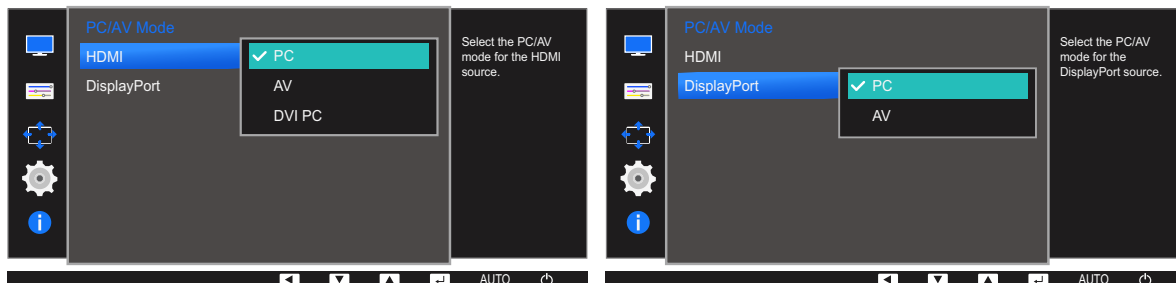 PC/AV Mode
HDMI
DisplayPort
PC
AV
DVI PC
Select the PC/AV
mode for the HDMI
source.
AUTO
PC/AV Mode
HDMI
DisplayPort
PC
AV
Select the PC/AV
mode for the
DisplayPort source.
AUTO